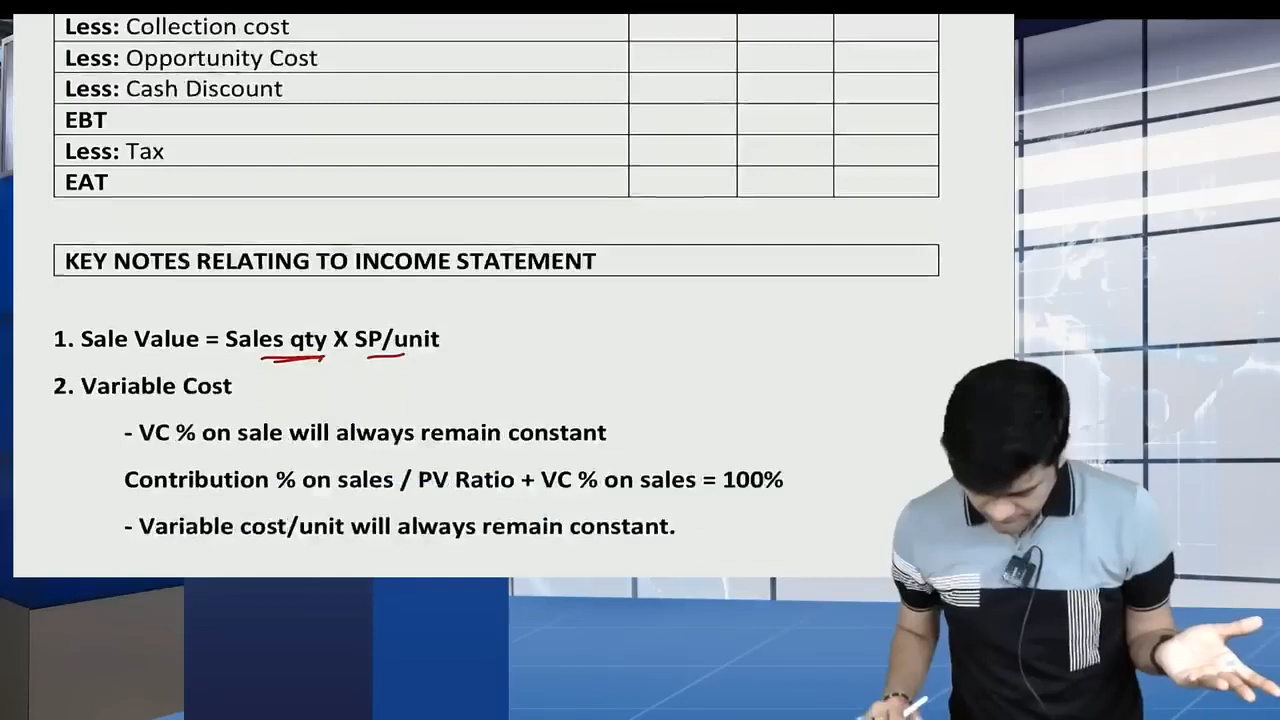 Less: Collection cost
Less: Opportunity Cost
Less: Cash Discount
EBT
Less: Tax
EAT
KEY NOTES RELATING TO INCOME STATEMENT
1. Sale Value = Sales qty X SP/unit
2. Variable Cost
- VC % on sale will always remain constant
Contribution % on sales / PV Ratio + VC % on sales = 100%
- Variable cost/unit will always remain constant.